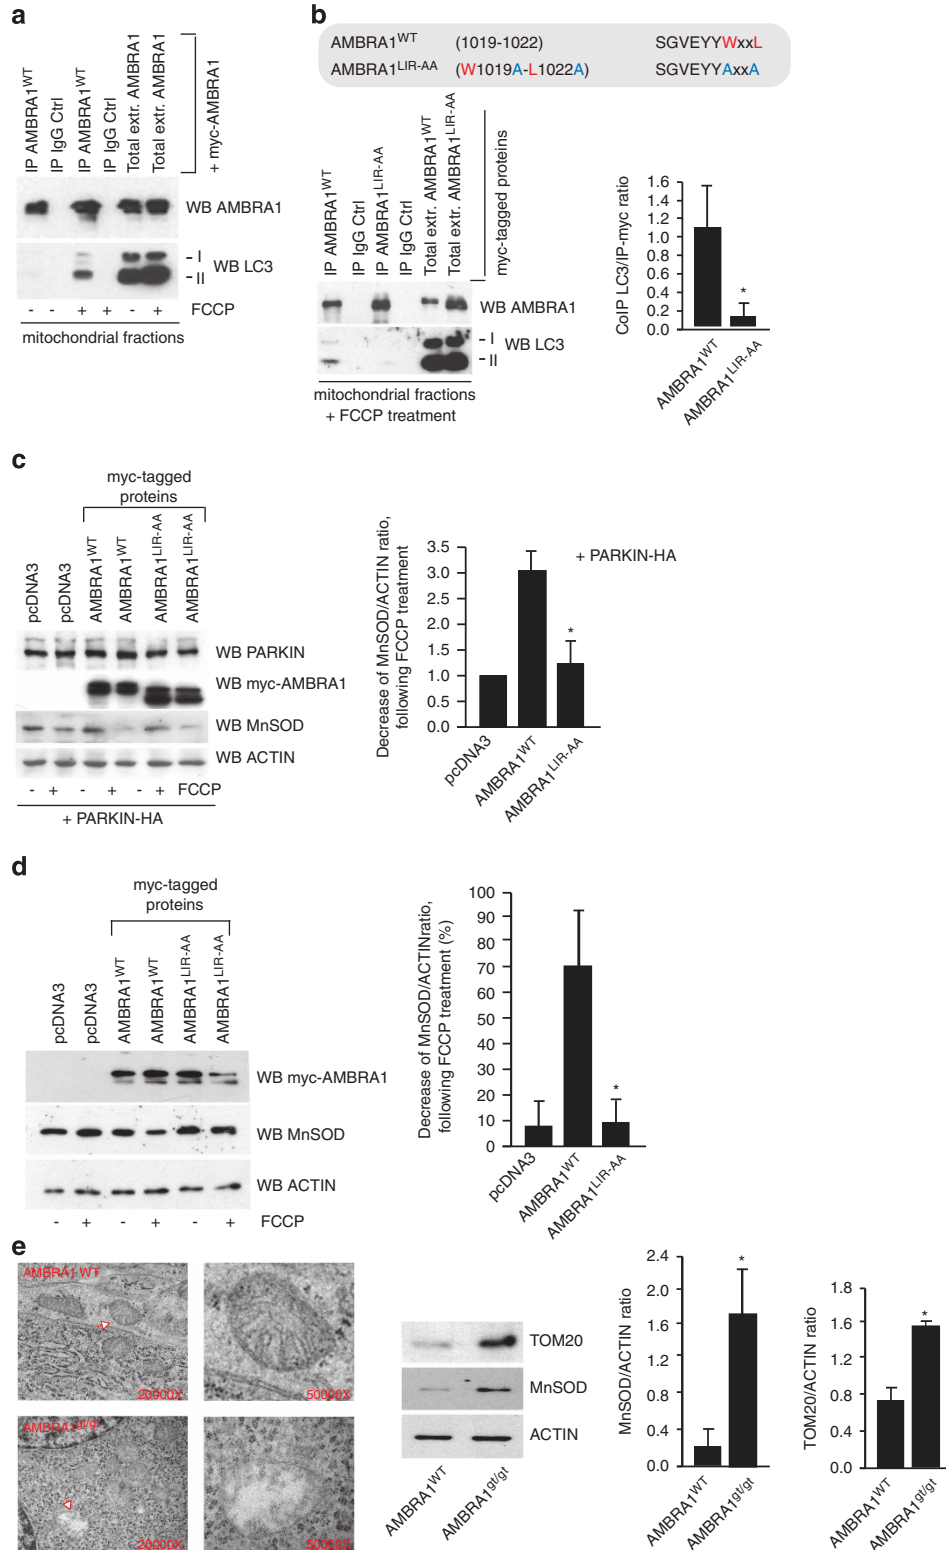 a
IP AMBRA1WT
IP IgG Ctrl
IP AMBRA1WT
IP IgG Ctrl
Total extr. AMBRA1
Total extr. AMBRA1
+ myc-AMBRA1
WB AMBRA1
- I
- II
WB LC3
- - + + - + FCCP
mitochondrial fractions
b
AMBRA1WT (1019-1022) SGVEYYWxxL
AMBRA1LIR-AA (W1019A-L1022A) SGVEYYAxxA
IP AMBRA1WT
IP IgG Ctrl
IP AMBRA1LIR-AA
IP IgG Ctrl
Total extr. AMBRA1WT
Total extr. AMBRA1LIR-AA
myc-tagged proteins
WB AMBRA1
- I
- II
WB LC3
mitochondrial fractions
+ FCCP treatment
CoIP LC3/IP-myc ratio
1.6
1.4
1.2
1.0
0.8
0.6
0.4
0.2
0.0
*
AMBRA1WT
AMBRA1LIR-AA
c
myc-tagged
proteins
pcDNA3
pcDNA3
AMBRA1WT
AMBRA1WT
AMBRA1LIR-AA
AMBRA1LIR-AA
WB PARKIN
WB myc-AMBRA1
WB MnSOD
WB ACTIN
- + - + - + FCCP
+ PARKIN-HA
Decrease of MnSOD/ACTIN ratio,
following FCCP treatment
3.5
3.0
2.5
2.0
1.5
1.0
0.5
0.0
+ PARKIN-HA
*
pcDNA3
AMBRA1WT
AMBRA1LIR-AA
d
myc-tagged
proteins
pcDNA3
pcDNA3
AMBRA1WT
AMBRA1WT
AMBRA1LIR-AA
AMBRA1LIR-AA
WB myc-AMBRA1
WB MnSOD
WB ACTIN
- + - + - + FCCP
Decrease of MnSOD/ACTINratio,
following FCCP treatment (%)
100
90
80
70
60
50
40
30
20
10
0
*
pcDNA3
AMBRA1WT
AMBRA1LIR-AA
e
AMBRA1 WT
20000X
50000X
AMBRA1gt/gt
20000X
50000X
TOM20
MnSOD
ACTIN
AMBRA1WT
AMBRA1gt/gt
MnSOD/ACTIN ratio
2.4
2.0
1.6
1.2
0.8
0.4
0.0
*
AMBRA1WT
AMBRA1gt/gt
TOM20/ACTIN ratio
1.8
1.6
0.4
0.8
0.4
0.0
*
AMBRA1WT
AMBRA1gt/gt